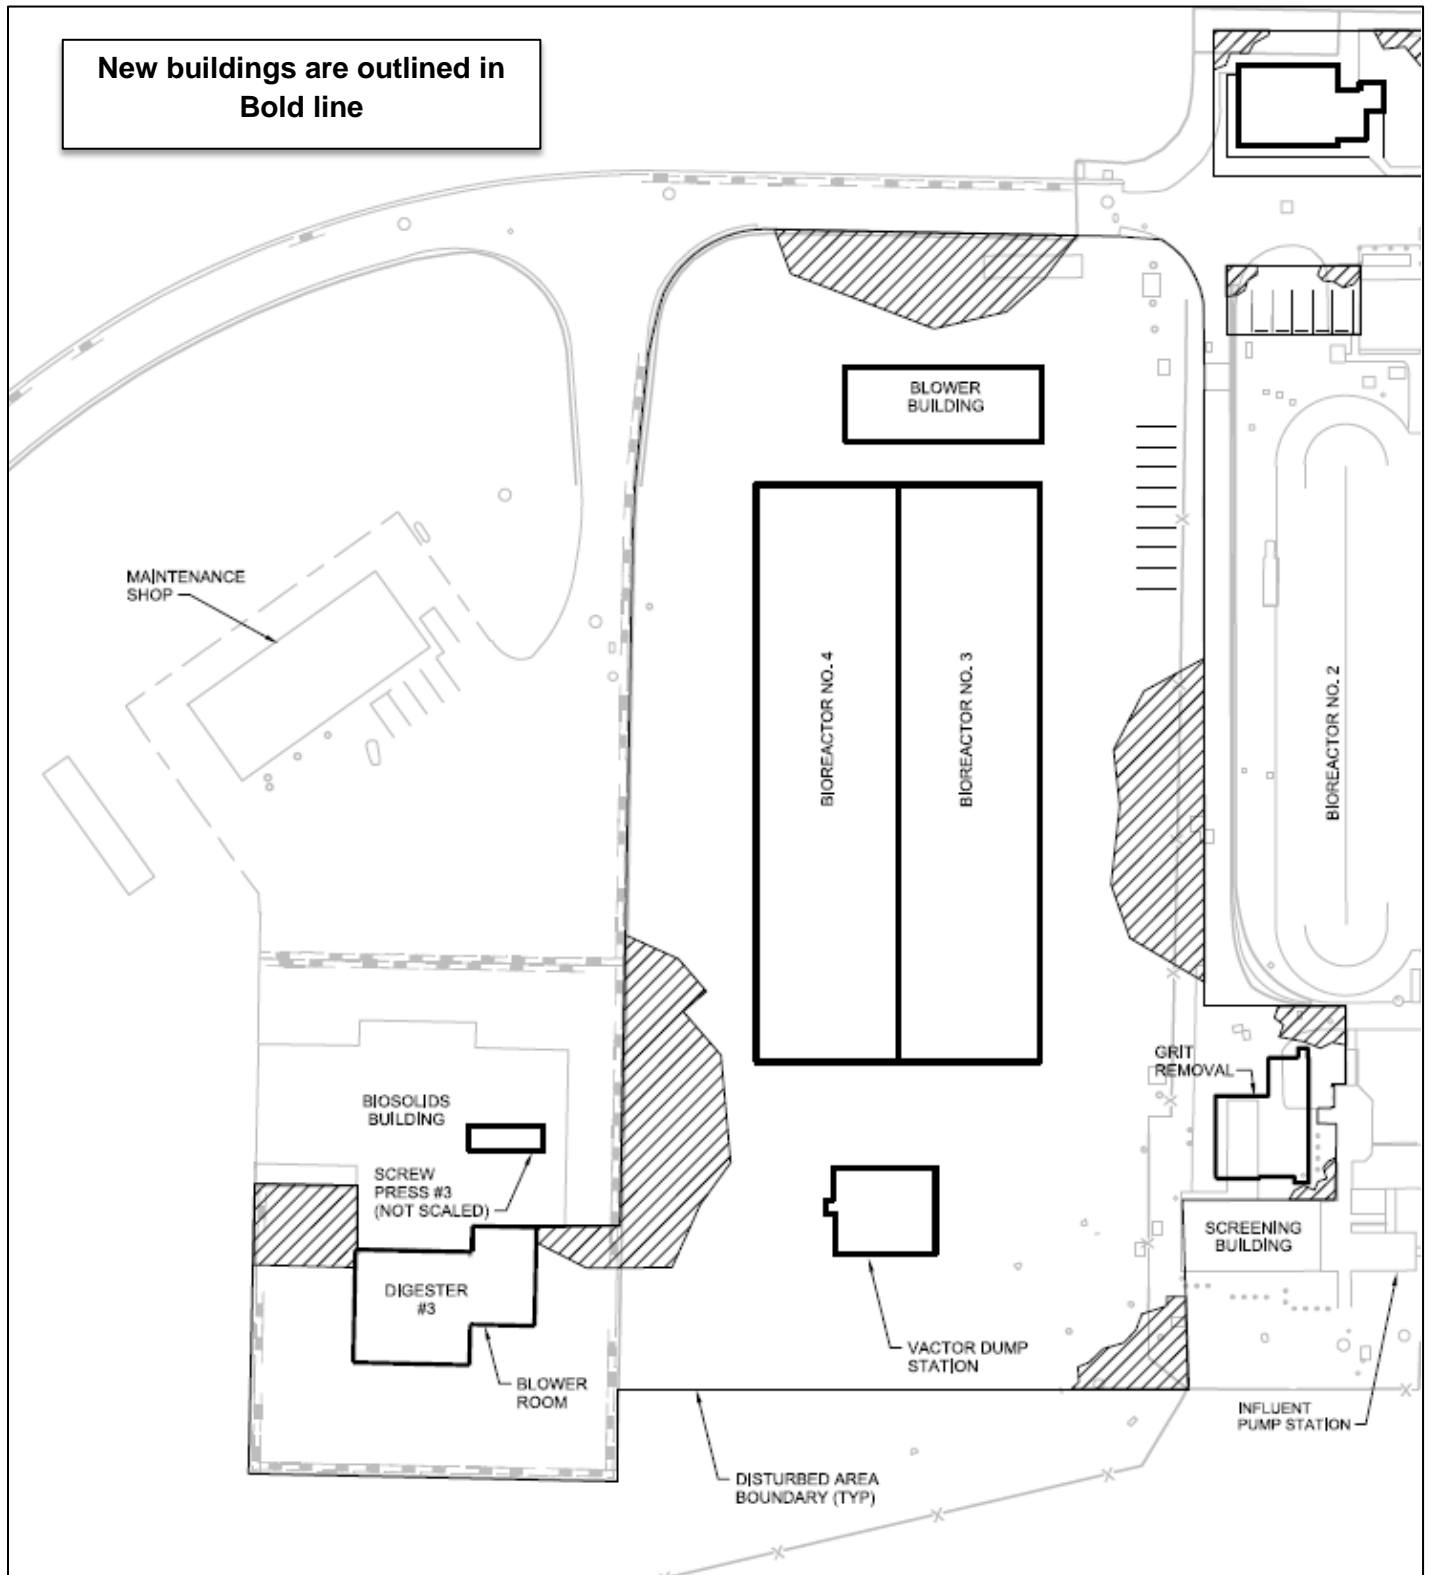 New buildings are outlined in
Bold line
BLOWER
BUILDING
MAINTENANCE
SHOP
BIOREACTOR NO. 4
BIOREACTOR NO. 3
BIOREACTOR NO. 2
GRIT
REMOVAL
BIOSOLIDS
BUILDING
SCREW
PRESS #3
(NOT SCALED)
SCREENING
BUILDING
DIGESTER
#3
VACTOR DUMP
STATION
BLOWER
ROOM
INFLUENT
PUMP STATION
DISTURBED AREA
BOUNDARY (TYP)